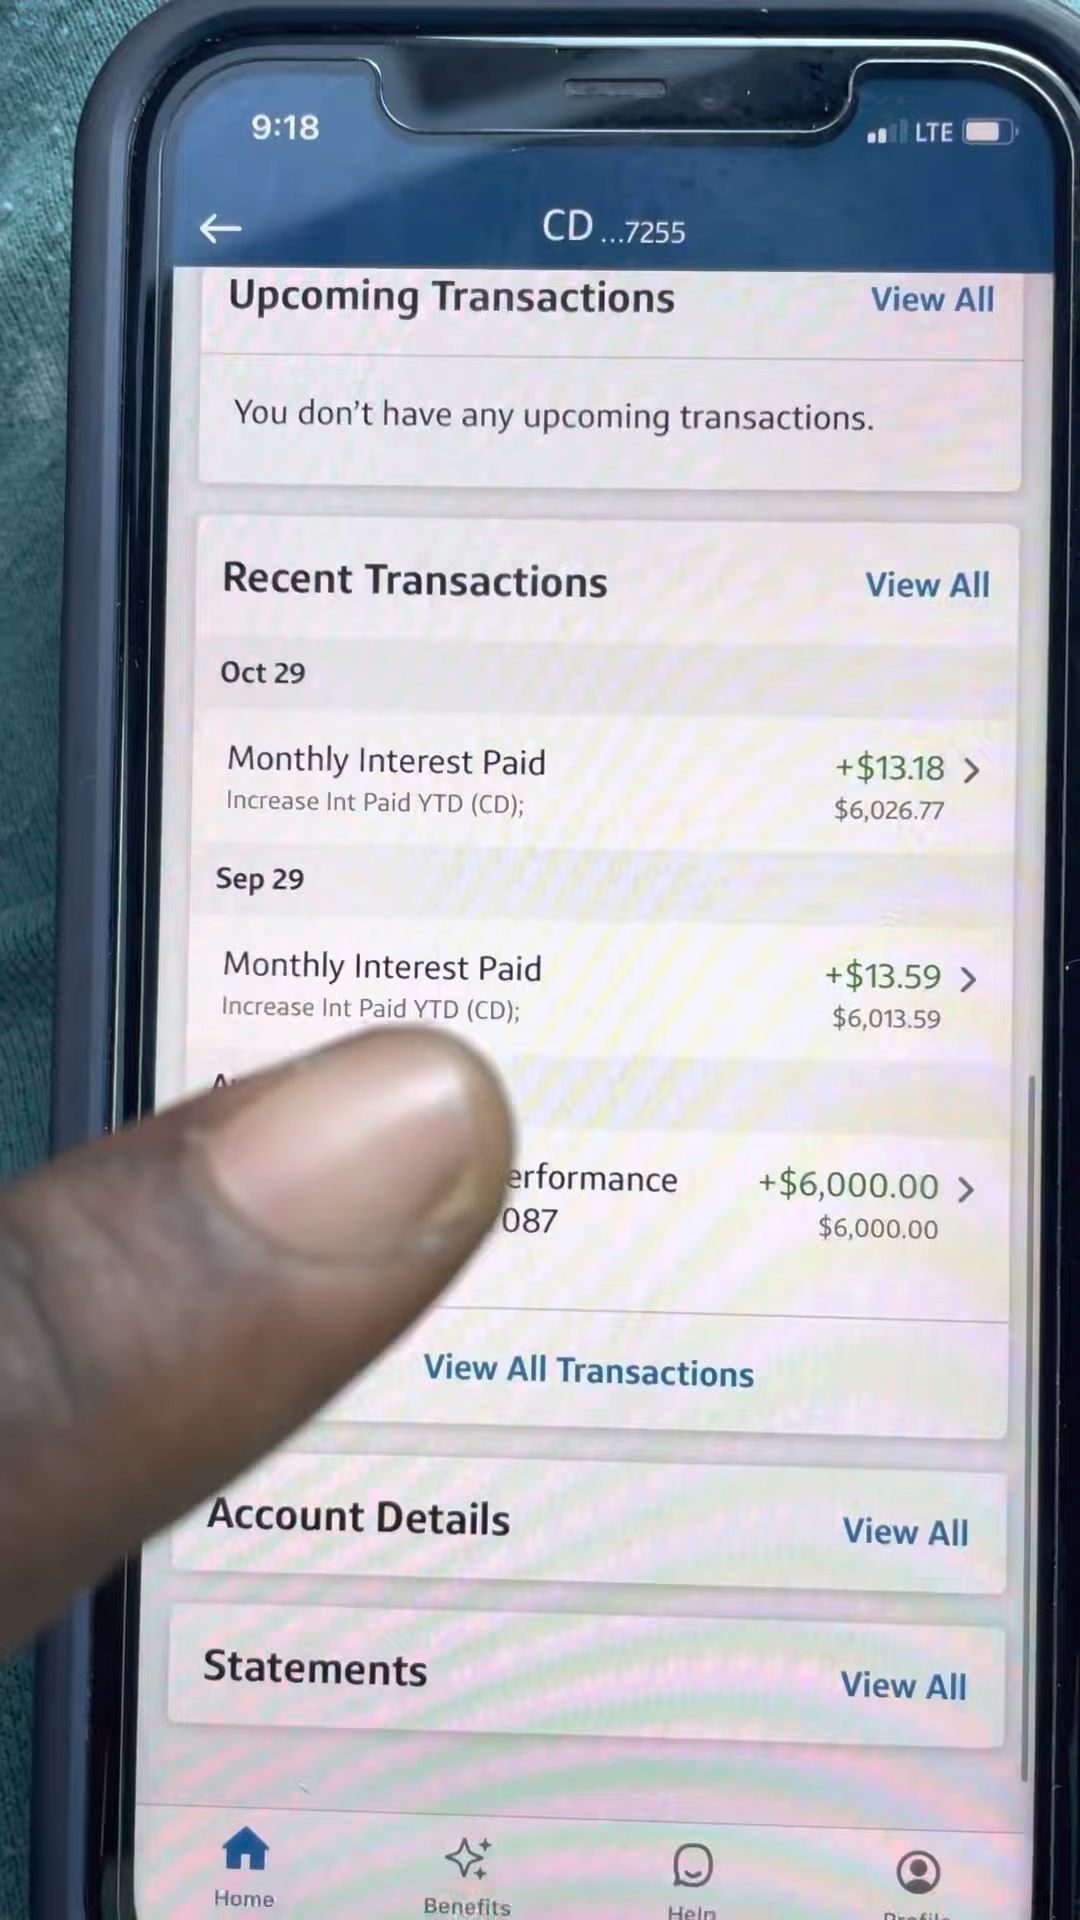 9:18
LTE
CD ...7255
Upcoming Transactions
View All
You don't have any upcoming transactions.
Recent Transactions
View All
Oct 29
Monthly Interest Paid
+$13.18
Increase Int Paid YTD (CD);
$6,026.77
Sep 29
Monthly Interest Paid
+$13.59
Increase Int Paid YTD (CD);
$6,013.59
erformance
+$6,000.00
087
$6,000.00
View All Transactions
Account Details
View All
Statements
View All
Home
Benefits
Help